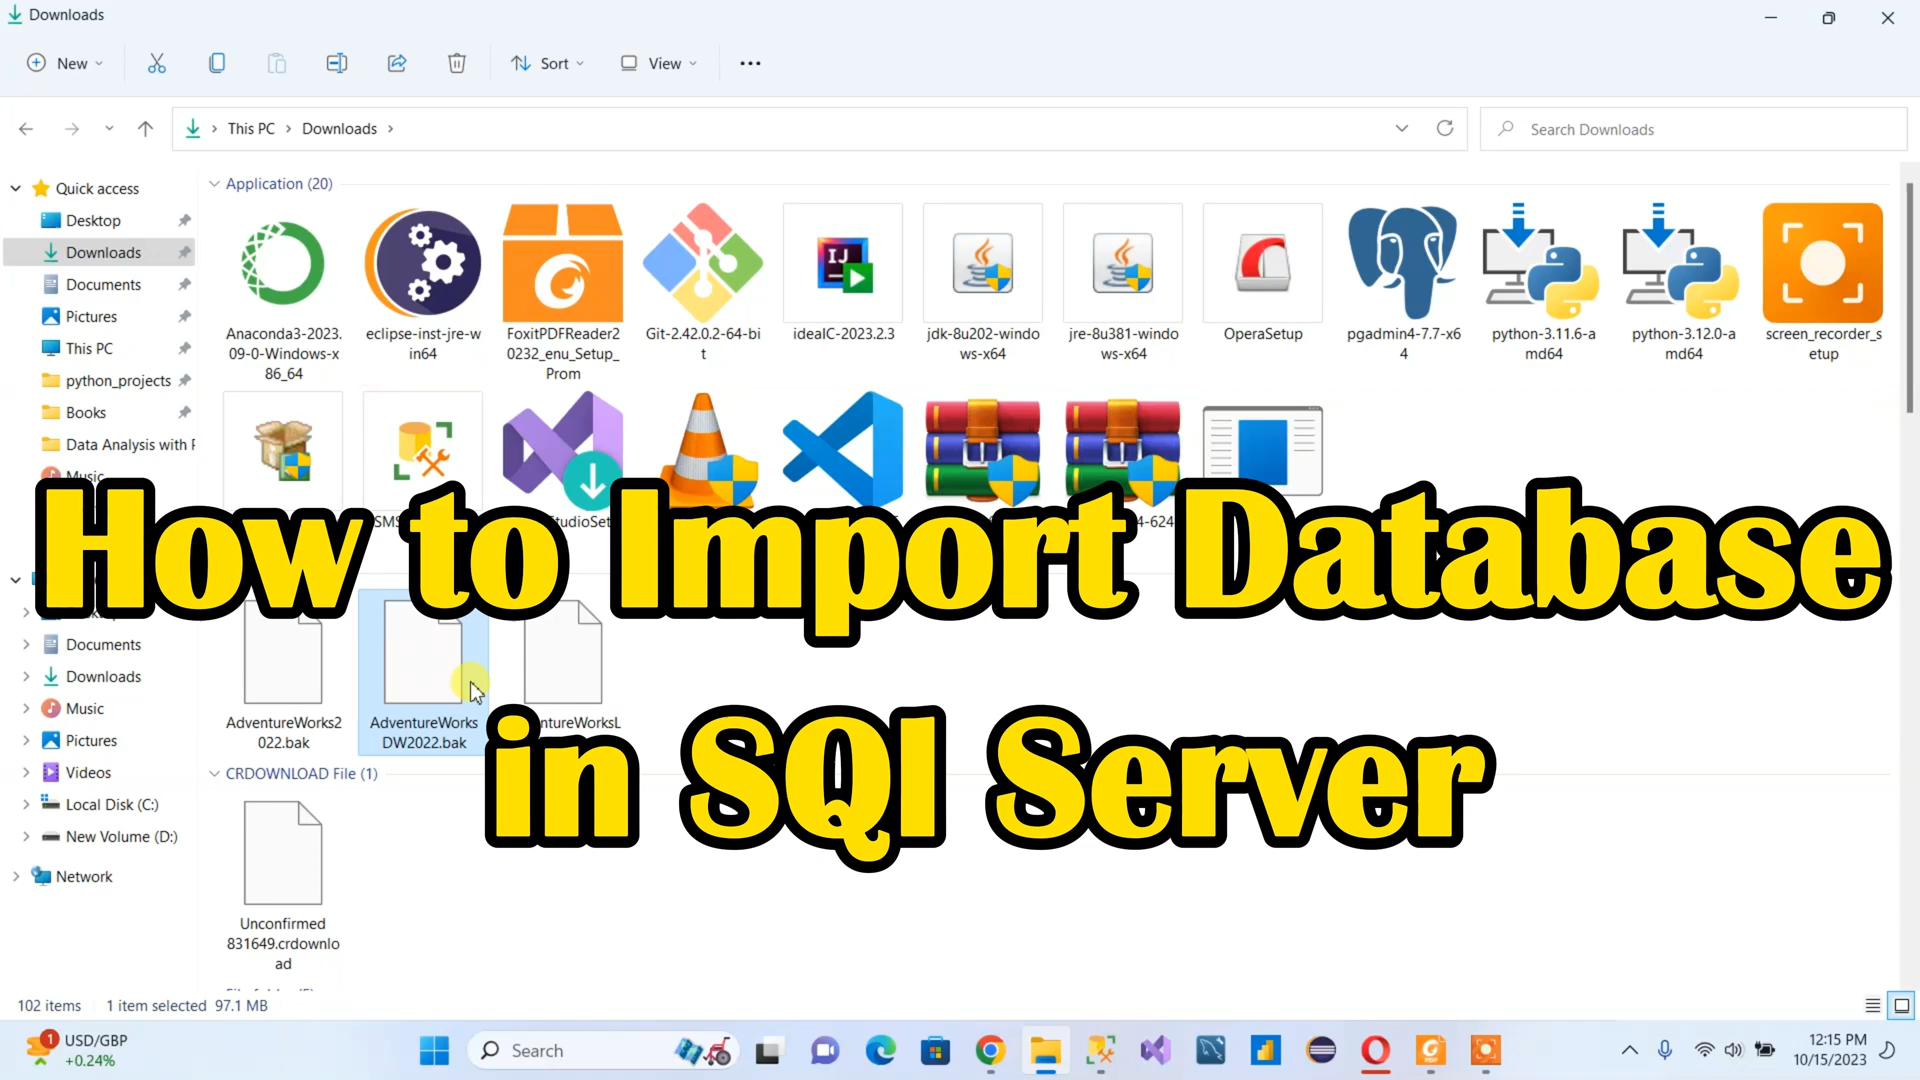 Downloads
New
Sort
View
This PC
Downloads
Search Downloads
Quick access
Desktop
Downloads
Documents
Pictures
This PC
python_projects
Books
Data Analysis with
Music
Application (20)
Anaconda3-2023.
09-0-Windows-x
86_64
eclipse-inst-jre-w
in64
FoxitPDFReader2
0232_enu_Setup_
Prom
Git-2.42.0.2-64-bi
t
ideaIC-2023.2.3
jdk-8u202-windo
ws-x64
jre-8u381-windo
ws-x64
OperaSetup
pgadmin4-7.7-x6
4
python-3.11.6-a
md64
python-3.12.0-a
md64
screen_recorder_s
etup
How to Import Database
in SQl Server
Documents
Downloads
Music
Pictures
Videos
Local Disk (C:)
New Volume (D:)
Network
AdventureWorks2
022.bak
AdventureWorks
DW2022.bak
CRDOWNLOAD File (1)
Unconfirmed
831649.crdownlo
ad
102 items
1 item selected 97.1 MB
1
USD/GBP
+0.24%
Search
12:15 PM
10/15/2023